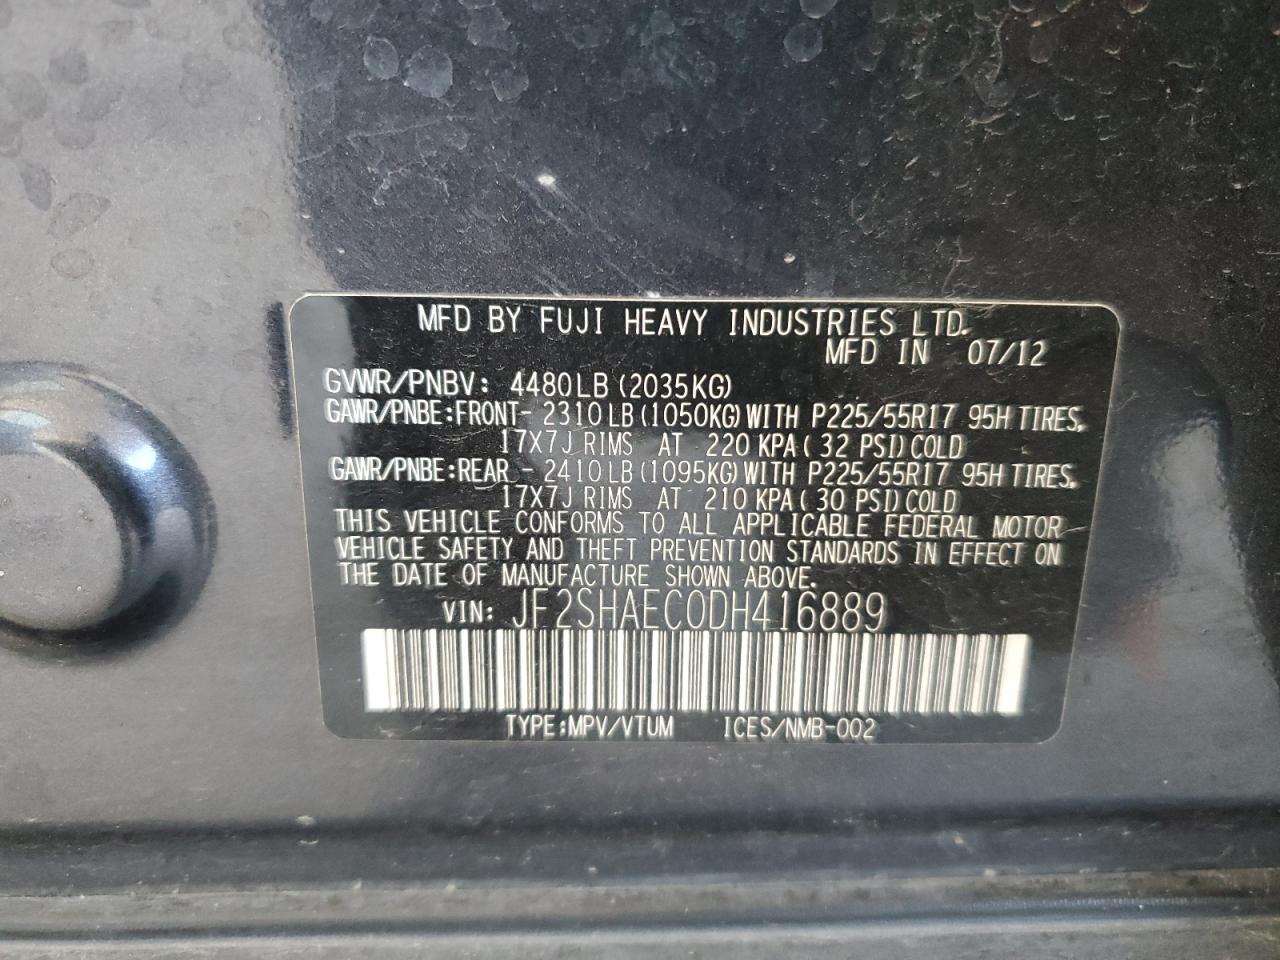 MFD BY FUJI HEAVY INDUSTRIES LTD.
MFD IN 07/12
GVWR/PNBV: 4480LB (2035KG)
GAWR/PNBE:FRONT- 2310LB (1050KG) WITH P225/55R17 95H TIRES,
17X7J RIMS AT 220 KPA (32 PSI) COLD
GAWR/PNBE:REAR - 2410LB (1095KG) WITH P225/55R17 95H TIRES,
17X7J RIMS AT 210 KPA (30 PSI) COLD
THIS VEHICLE CONFORMS TO ALL APPLICABLE FEDERAL MOTOR
VEHICLE SAFETY AND THEFT PREVENTION STANDARDS IN EFFECT ON
THE DATE OF MANUFACTURE SHOWN ABOVE.
VIN: JF2SHAEC0DH416889
TYPE:MPV/VTUM ICES/NMB-002